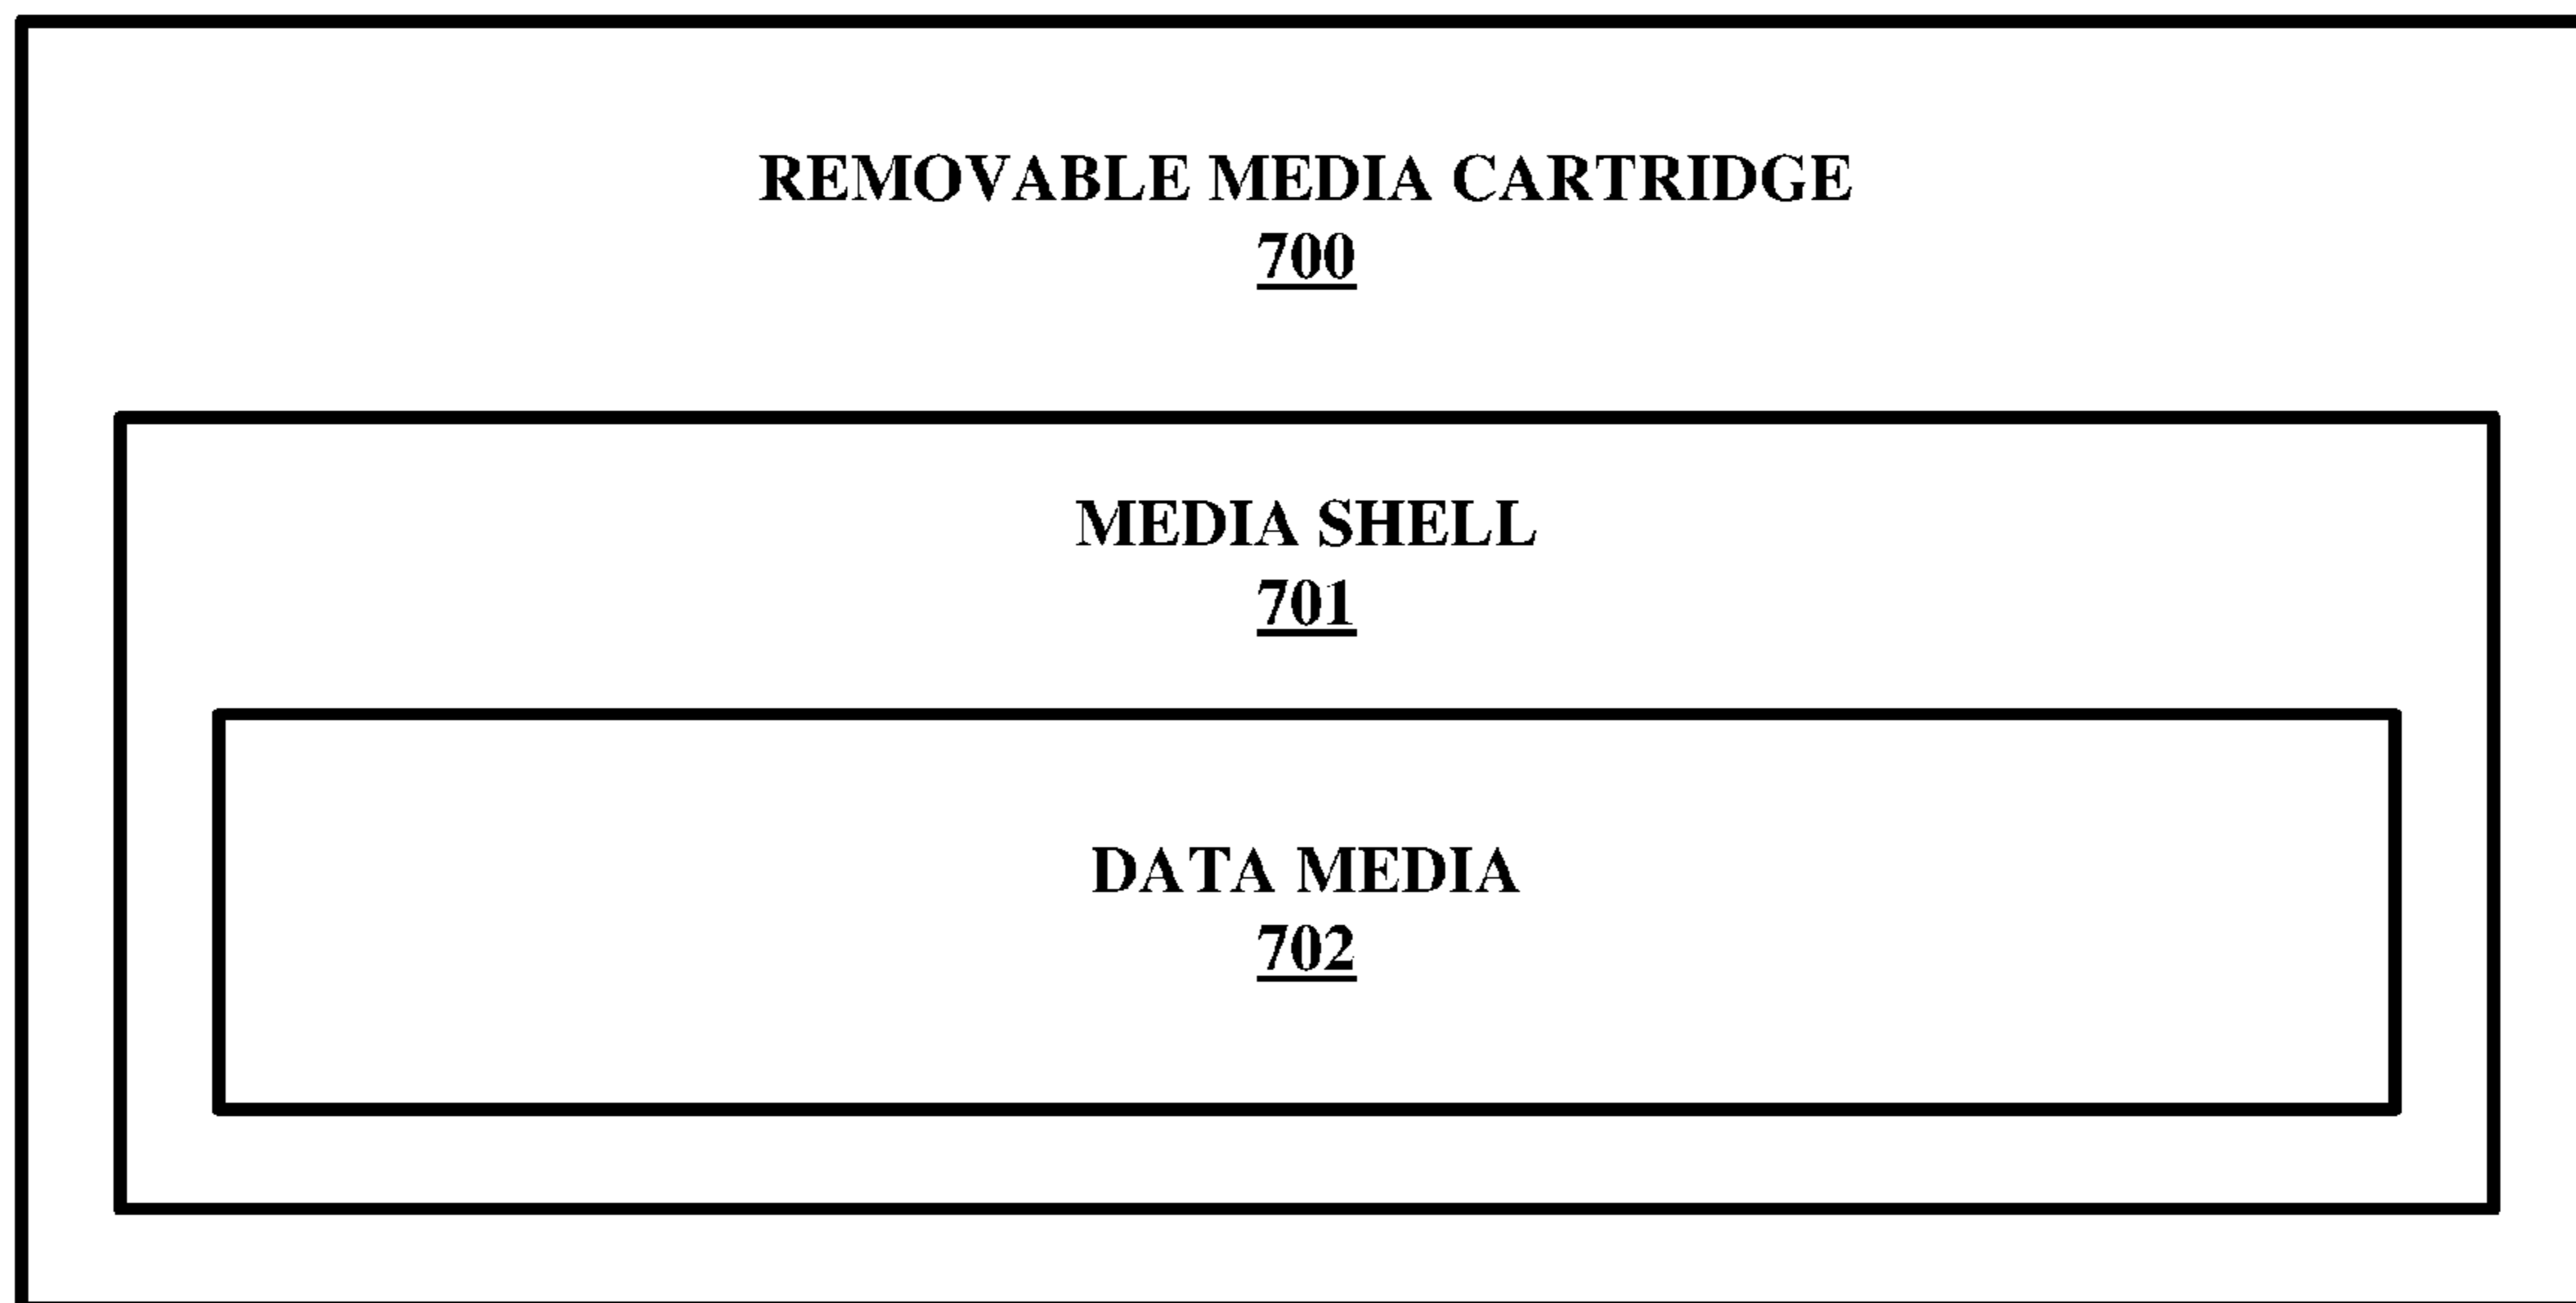 REMOVABLE MEDIA CARTRIDGE
700
MEDIA SHELL
701
DATA MEDIA
702